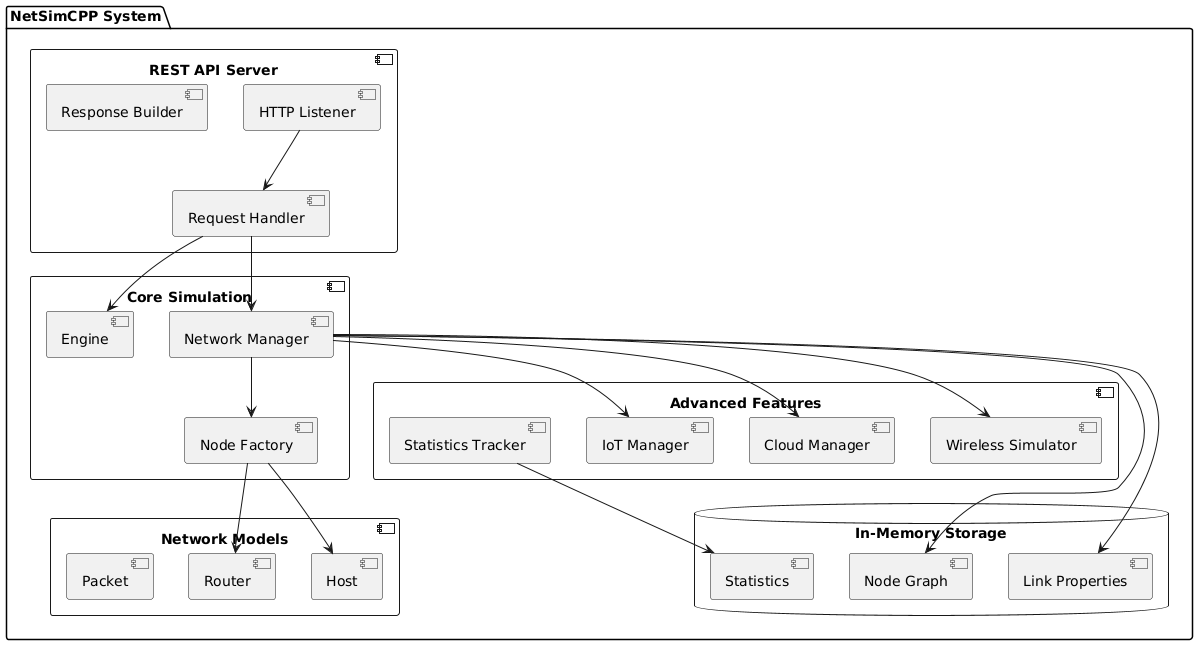 NetSimCPP System
REST API Server
Response Builder
HTTP Listener
Request Handler
Core Simulation
Engine
Network Manager
Node Factory
Advanced Features
Statistics Tracker
IoT Manager
Cloud Manager
Wireless Simulator
Network Models
Packet
Router
Host
In-Memory Storage
Statistics
Node Graph
Link Properties